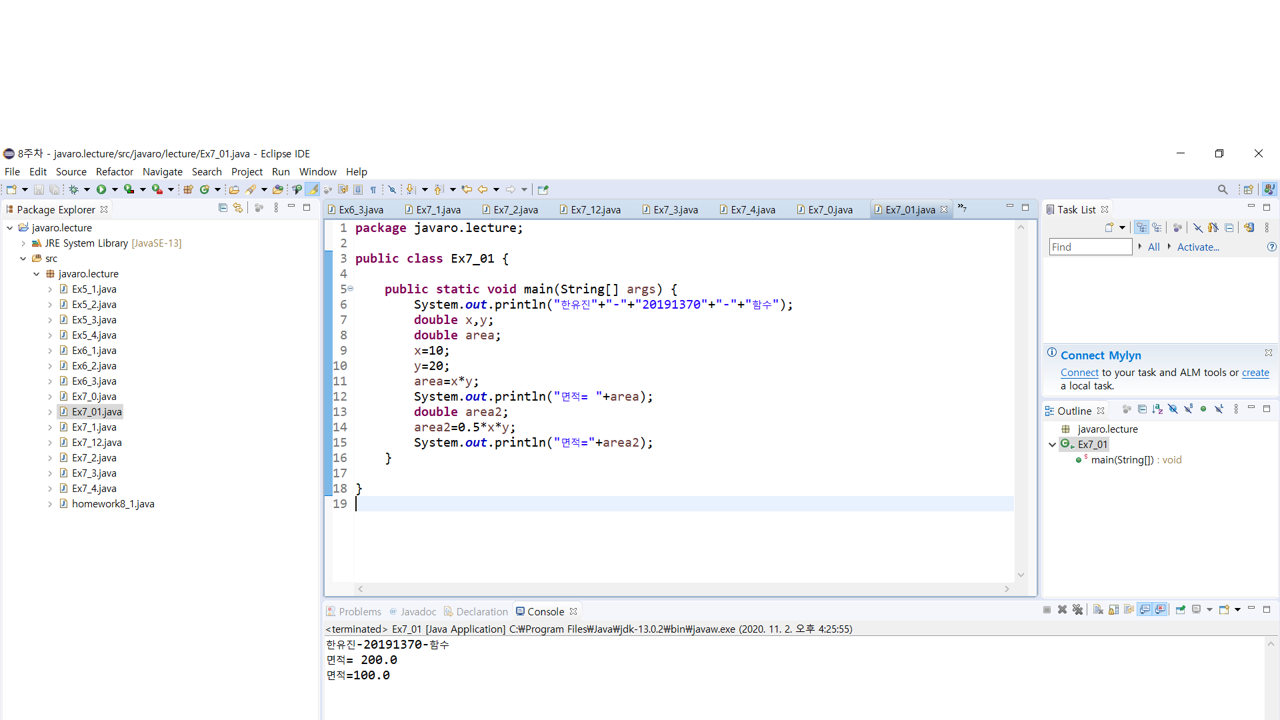 8주차 - javaro.lecture/src/javaro/lecture/Ex7_01.java - Eclipse IDE
File Edit Source Refactor Navigate Search Project Run Window Help
Package Explorer
javaro.lecture
JRE System Library [JavaSE-13]
src
javaro.lecture
Ex5_1.java
Ex5_2.java
Ex5_3.java
Ex5_4.java
Ex6_1.java
Ex6_2.java
Ex6_3.java
Ex7_0.java
Ex7_01.java
Ex7_1.java
Ex7_12.java
Ex7_2.java
Ex7_3.java
Ex7_4.java
homework8_1.java
Ex6_3.java Ex7_1.java Ex7_2.java Ex7_12.java Ex7_3.java Ex7_4.java Ex7_0.java Ex7_01.java »7
1 package javaro.lecture;
2
3 public class Ex7_01 {
4
5 public static void main(String[] args) {
6 System.out.println("한유진"+"-"+"20191370"+"-"+"함수");
7 double x,y;
8 double area;
9 x=10;
10 y=20;
11 area=x*y;
12 System.out.println("면적= "+area);
13 double area2;
14 area2=0.5*x*y;
15 System.out.println("면적="+area2);
16 }
17
18 }
19
Task List
Find All Activate...
Connect Mylyn
Connect to your task and ALM tools or create
a local task.
Outline
javaro.lecture
Ex7_01
main(String[]) : void
Problems Javadoc Declaration Console
<terminated> Ex7_01 [Java Application] C:₩Program Files₩Java₩jdk-13.0.2₩bin₩javaw.exe (2020. 11. 2. 오후 4:25:55)
한유진-20191370-함수
면적= 200.0
면적=100.0